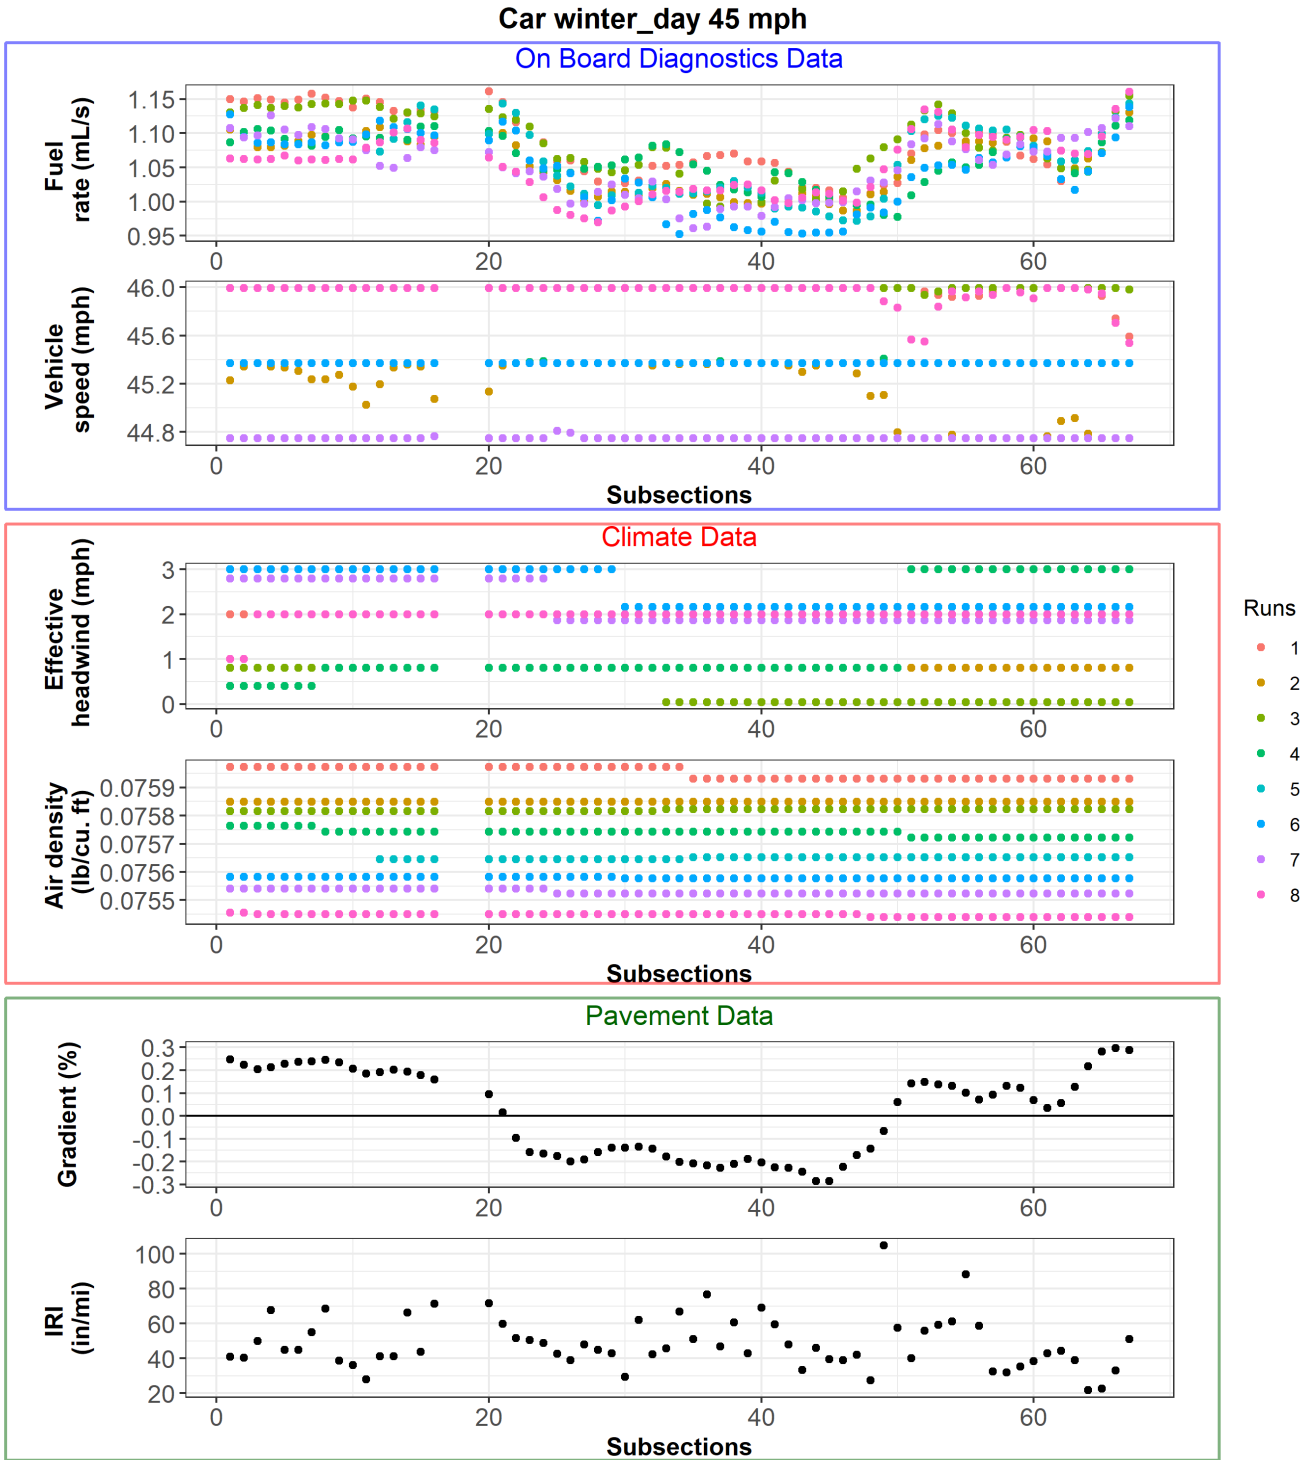 Car winter_day 45 mph
On Board Diagnostics Data
Fuel
rate (mL/s)
1.15
1.10
1.05
1.00
0.95
0 20 40 60
Vehicle
speed (mph)
46.0
45.6
45.2
44.8
0 20 40 60
Subsections
Climate Data
Effective
headwind (mph)
3
2
1
0
0 20 40 60
Air density
(lb/cu. ft)
0.0759
0.0758
0.0757
0.0756
0.0755
0 20 40 60
Subsections
Runs
1
2
3
4
5
6
7
8
Pavement Data
Gradient (%)
0.3
0.2
0.1
0.0
-0.1
-0.2
-0.3
0 20 40 60
IRI
(in/mi)
100
80
60
40
20
0 20 40 60
Subsections